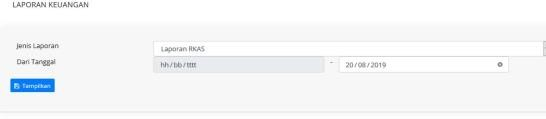 LAPORAN KEUANGAN
Jenis Laporan
Laporan RKAS
Dari Tanggal
hh / bb / tttt - 20 / 08 / 2019
Tampilkan